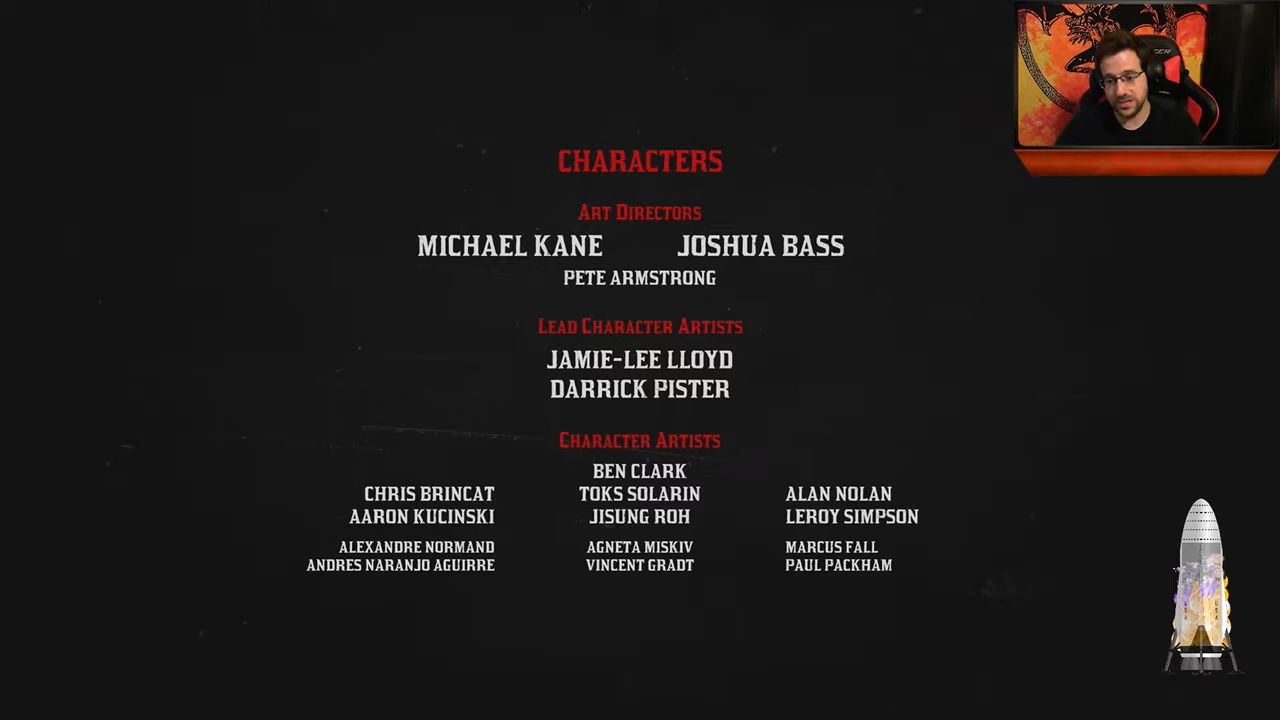 CHARACTERS
ART DIRECTORS
MICHAEL KANE JOSHUA BASS
PETE ARMSTRONG
LEAD CHARACTER ARTISTS
JAMIE-LEE LLOYD
DARRICK PISTER
CHARACTER ARTISTS
BEN CLARK
CHRIS BRINCAT TOKS SOLARIN ALAN NOLAN
AARON KUCINSKI JISUNG ROH LEROY SIMPSON
ALEXANDRE NORMAND AGNETA MISKIV MARCUS FALL
ANDRES NARANJO AGUIRRE VINCENT GRADT PAUL PACKHAM